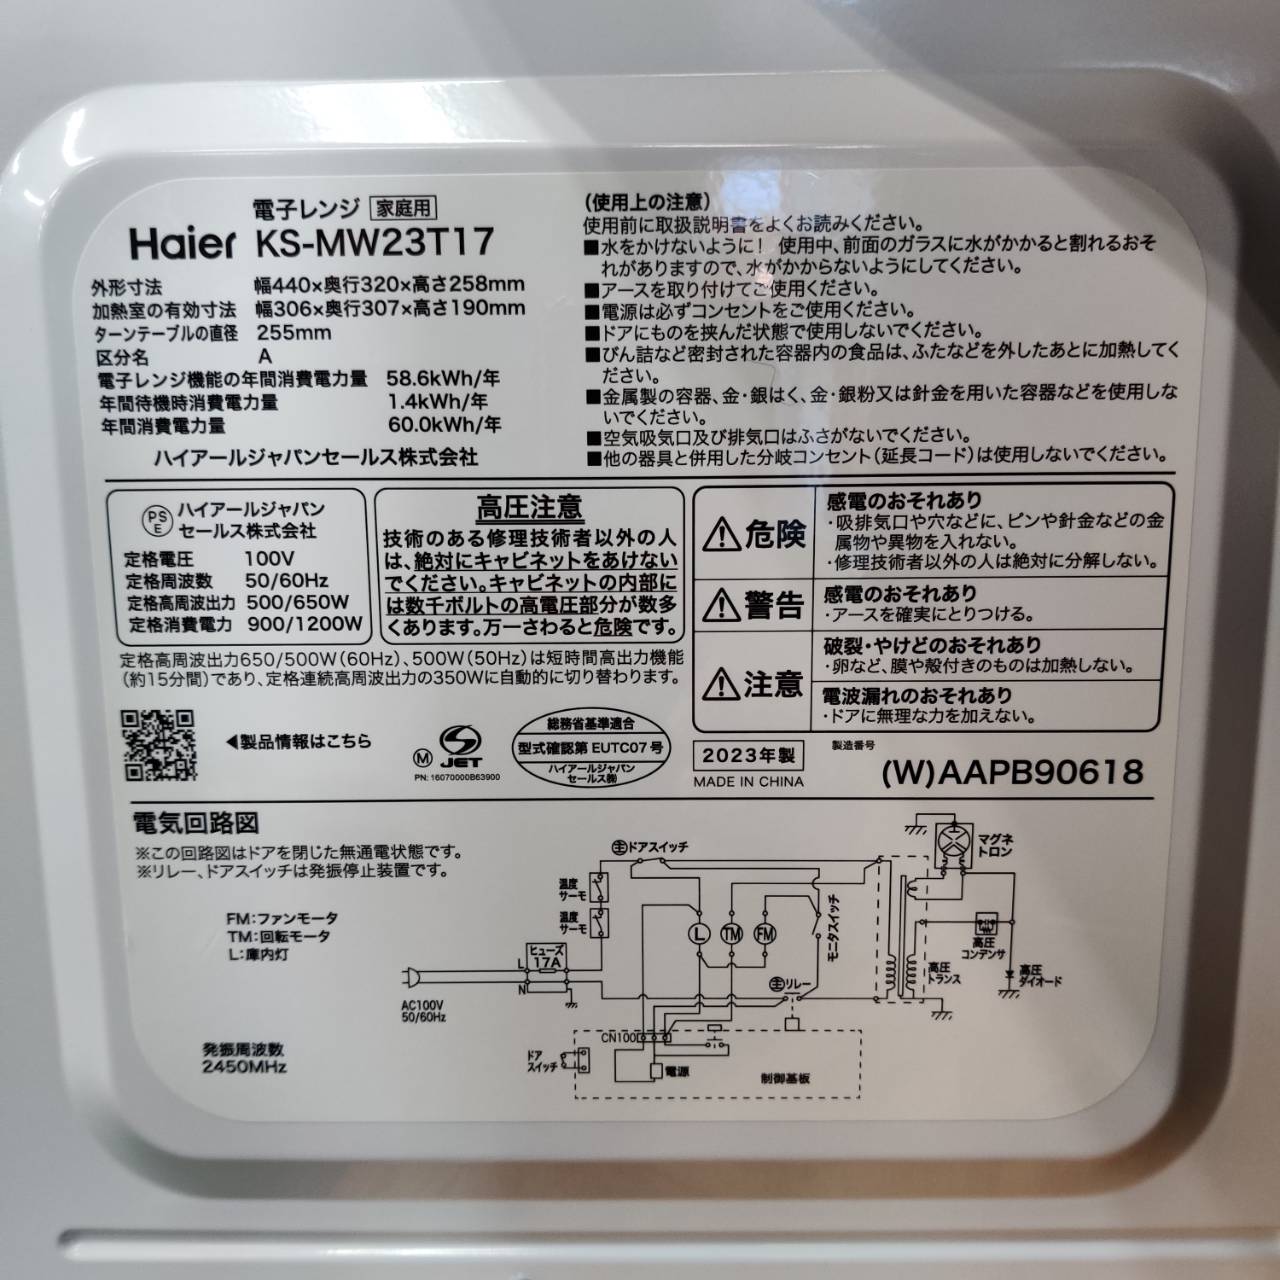 電子レンジ 家庭用
Haier KS-MW23T17
外形寸法 幅440×奥行320×高さ258mm
加熱室の有効寸法 幅306×奥行307×高さ190mm
ターンテーブルの直径 255mm
区分名 A
電子レンジ機能の年間消費電力量 58.6kWh/年
年間待機時消費電力量 1.4kWh/年
年間消費電力量 60.0kWh/年
ハイアールジャパンセールス株式会社
(使用上の注意)
使用前に取扱説明書をよくお読みください。
■水をかけないように! 使用中、前面のガラスに水がかかると割れるおそ
れがありますので、水がかからないようにしてください。
■アースを取り付けてご使用ください。
■電源は必ずコンセントをご使用ください。
■ドアにものを挟んだ状態で使用しないでください。
■びん詰など密封された容器内の食品は、ふたなどを外したあとに加熱してく
ださい。
■金属製の容器、金・銀はく、金・銀粉又は針金を用いた容器などを使用しな
いでください。
■空気吸気口及び排気口はふさがないでください。
■他の器具と併用した分岐コンセント(延長コード)は使用しないでください。
PS E ハイアールジャパン
セールス株式会社
定格電圧 100V
定格周波数 50/60Hz
定格高周波出力 500/650W
定格消費電力 900/1200W
高圧注意
技術のある修理技術者以外の人
は、絶対にキャビネットをあけない
でください。キャビネットの内部に
は数千ボルトの高電圧部分が数多
くあります。万一さわると危険です。
危険
感電のおそれあり
・吸排気口や穴などに、ピンや針金などの金
属物や異物を入れない。
・修理技術者以外の人は絶対に分解しない。
警告
感電のおそれあり
・アースを確実にとりつける。
注意
破裂・やけどのおそれあり
・卵など、膜や殻付きのものは加熱しない。
電波漏れのおそれあり
・ドアに無理な力を加えない。
定格高周波出力650/500W(60Hz)、500W(50Hz)は短時間高出力機能
(約15分間)であり、定格連続高周波出力の350Wに自動的に切り替わります。
◀製品情報はこちら
M JET
PN: 16070000B63900
総務省基準適合
型式確認第 EUTC07 号
ハイアールジャパン
セールス㈱
2023年製
MADE IN CHINA
製造番号
(W)AAPB90618
電気回路図
※この回路図はドアを閉じた無通電状態です。
※リレー、ドアスイッチは発振停止装置です。
FM:ファンモータ
TM:回転モータ
L:庫内灯
発振周波数
2450MHz
AC100V
50/60Hz
L
N
ヒューズ
17A
温度
サーモ
温度
サーモ
主ドアスイッチ
L
TM
FM
モニタスイッチ
主リレー
CN100
ドア
スイッチ
電源
制御基板
マグネ
トロン
高圧
コンデンサ
高圧
トランス
高圧
ダイオード